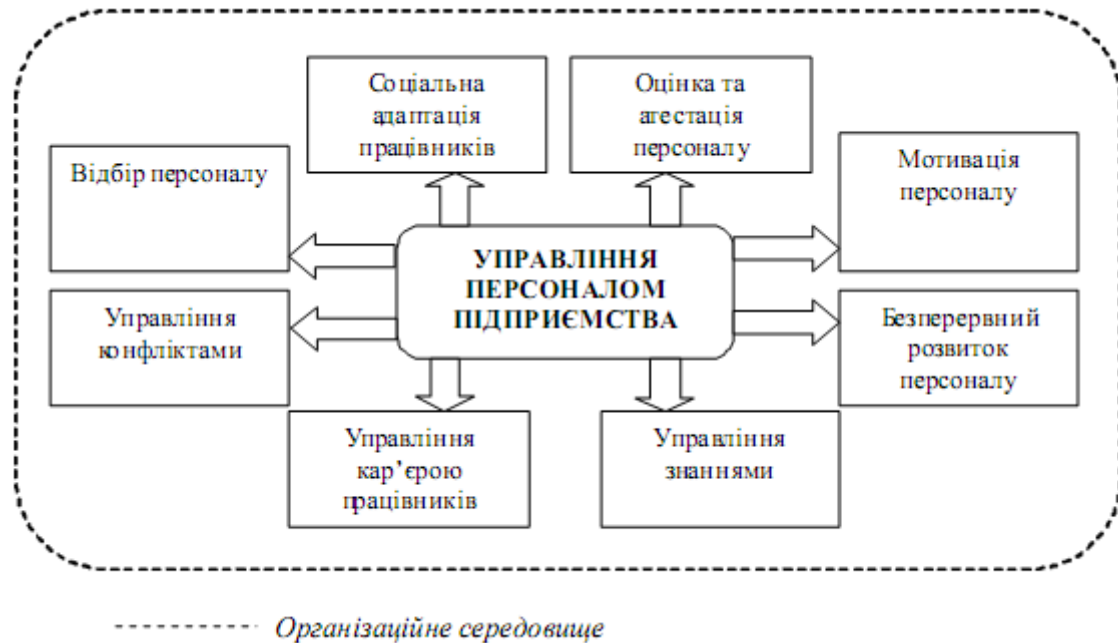 Соціальна
адаптація
працівників
Оцінка та
атестація
персоналу
Відбір персоналу
Мотивація
персоналу
УПРАВЛІННЯ
ПЕРСОНАЛОМ
ПІДПРИЄМСТВА
Управління
конфліктами
Безперервний
розвиток
персоналу
Управління
кар’єрою
працівників
Управління
знаннями
Організаційне середовище